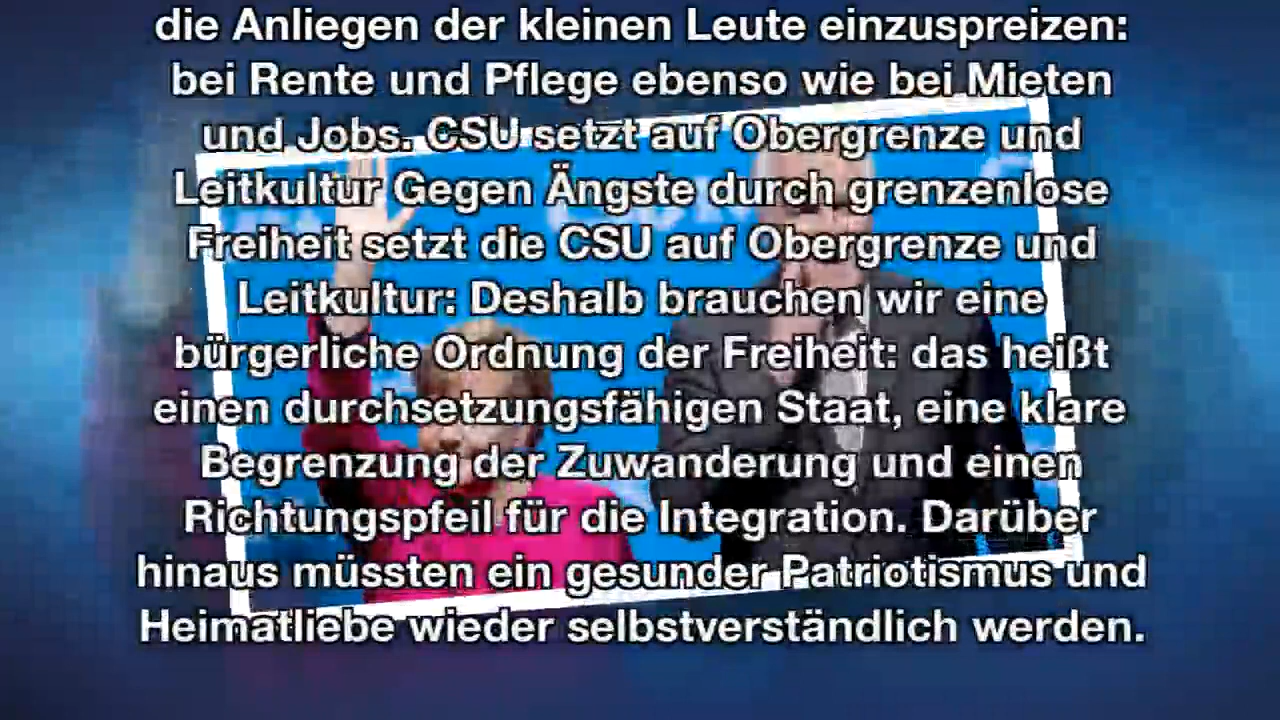 die Anliegen der kleinen Leute einzuspreizen:
bei Rente und Pflege ebenso wie bei Mieten
und Jobs. CSU setzt auf Obergrenze und
Leitkultur Gegen Ängste durch grenzenlose
Freiheit setzt die CSU auf Obergrenze und
Leitkultur: Deshalb brauchen wir eine
bürgerliche Ordnung der Freiheit: das heißt
einen durchsetzungsfähigen Staat, eine klare
Begrenzung der Zuwanderung und einen
Richtungspfeil für die Integration. Darüber
hinaus müssten ein gesunder Patriotismus und
Heimatliebe wieder selbstverständlich werden.